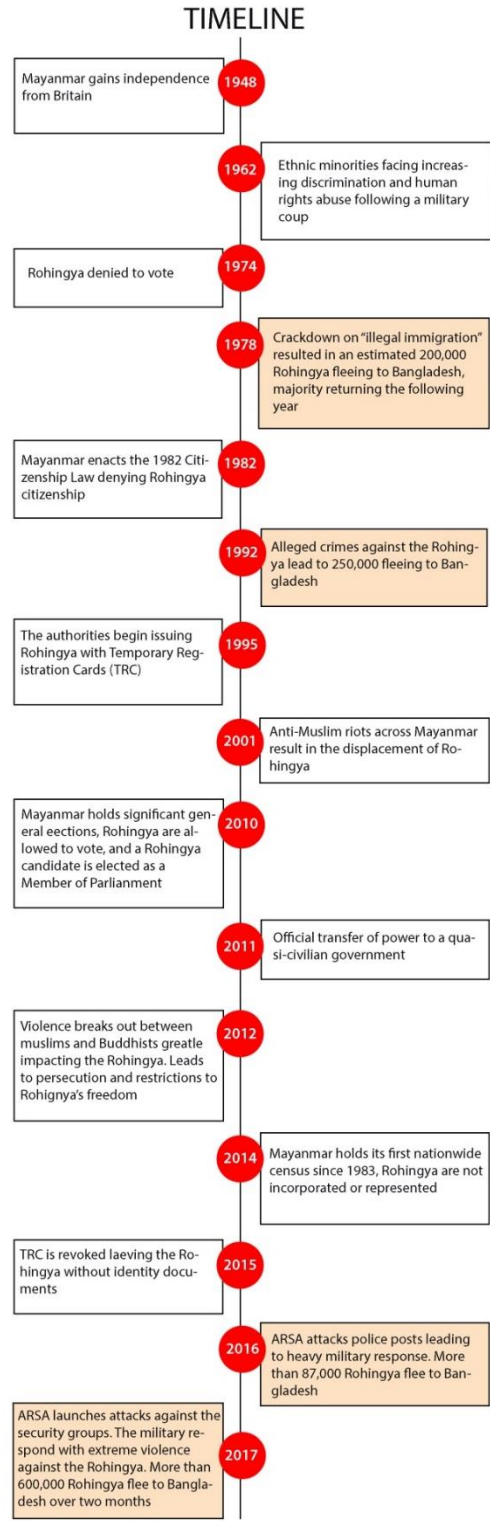 TIMELINE
Mayanmar gains independence
from Britain
1948
1962
Ethnic minorities facing increas-
ing discrimination and human
rights abuse following a military
coup
1974
Rohingya denied to vote
1978
Crackdown on "illegal immigration"
resulted in an estimated 200,000
Rohingya fleeing to Bangladesh,
majority returning the following
year
Mayanmar enacts the 1982 Citi-
zenship Law denying Rohingya
citizenship
1982
1992
Alleged crimes against the Rohing-
ya lead to 250,000 fleeing to Ban-
gladesh
The authorities begin issuing
Rohingya with Temporary Reg-
istration Cards (TRC)
1995
2001
Anti-Muslim riots across Mayanmar
result in the displacement of Ro-
hingya
Mayanmar holds significant gen-
eral eections, Rohingya are al-
lowed to vote, and a Rohingya
candidate is elected as a
Member of Parlianment
2010
2011
Official transfer of power to a qua-
si-civilian government
Violence breaks out between
muslims and Buddhists greatle
impacting the Rohingya. Leads
to persecution and restrictions to
Rohignya's freedom
2012
2014
Mayanmar holds its first nationwide
census since 1983, Rohingya are not
incorporated or represented
TRC is revoked laeving the Ro-
hingya without identity docu-
ments
2015
2016
ARSA attacks police posts leading
to heavy military response. More
than 87,000 Rohingya flee to Ban-
gladesh
ARSA launches attacks against the
security groups. The military re-
spond with extreme violence
against the Rohingya. More than
600,000 Rohingya flee to Bangla-
desh over two months
2017